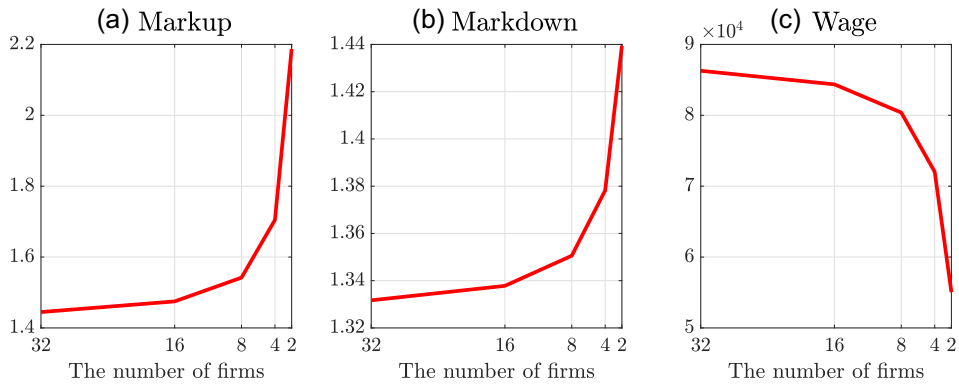 (a) Markup
2.2
2
1.8
1.6
1.4
32 16 8 4 2
The number of firms
(b) Markdown
1.44
1.42
1.4
1.38
1.36
1.34
1.32
32 16 8 4 2
The number of firms
(c) Wage
×10⁴
9
8
7
6
5
32 16 8 4 2
The number of firms